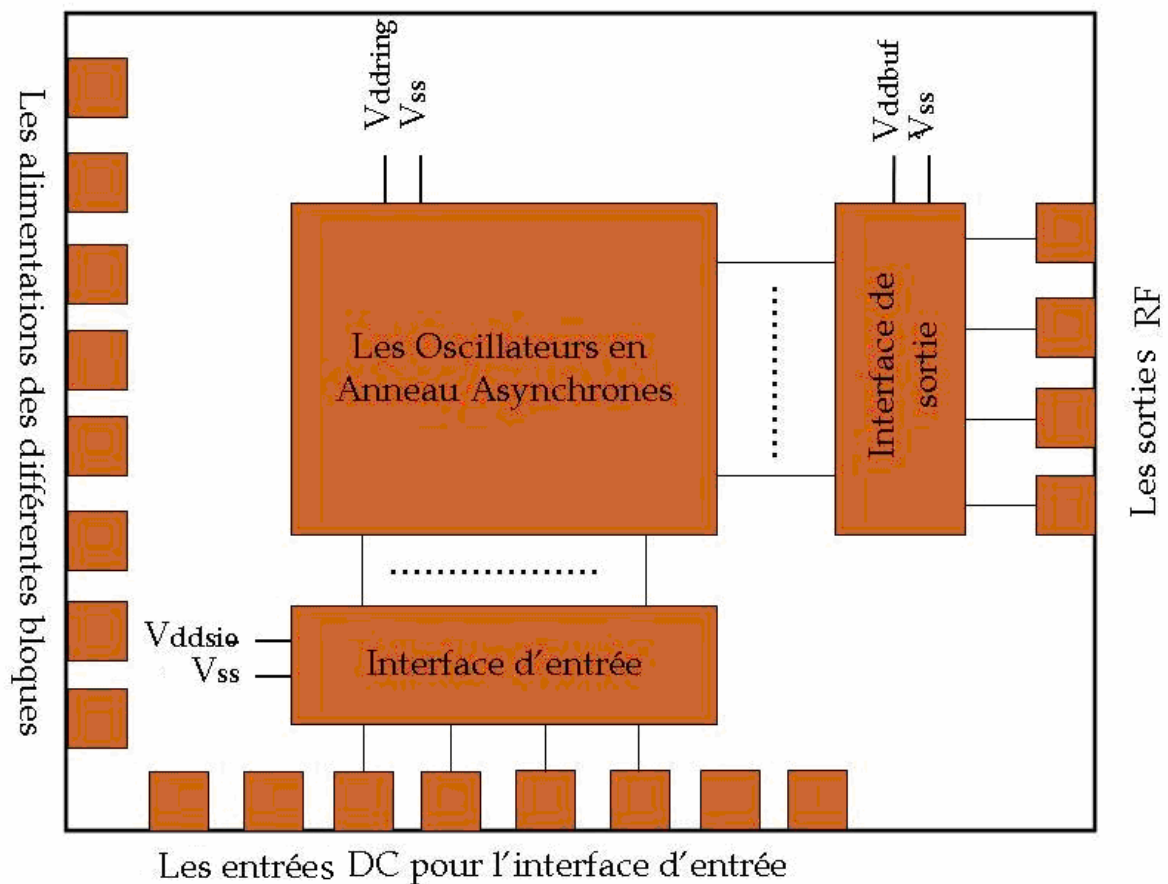 Les alimentations des différentes bloques
Vddring
Vss
Vddbuf
Vss
Les Oscillateurs en
Anneau Asynchrones
Interface de
sortie
Les sorties RF
Vddsio
Vss
Interface d'entrée
Les entrées DC pour l'interface d'entrée